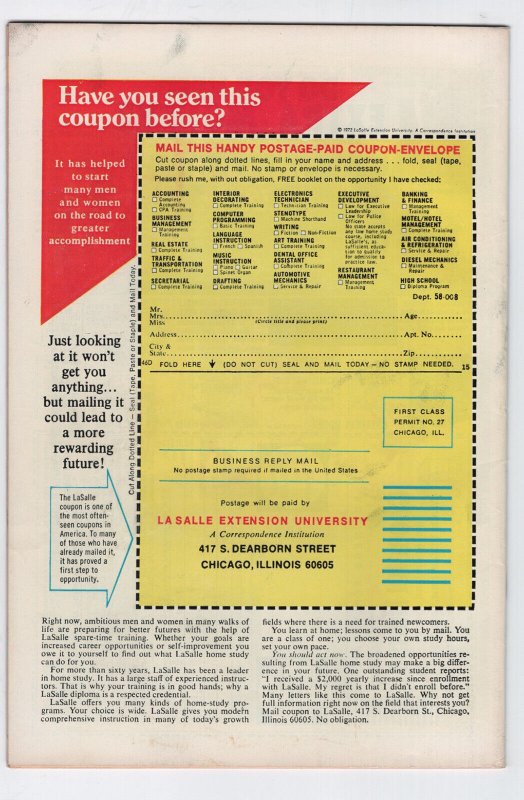 Have you seen this
coupon before?
© 1972 LaSalle Extension University, A Correspondence Institution
It has helped
to start
many men
and women
on the road to
greater
accomplishment
Just looking
at it won't
get you
anything...
but mailing it
could lead to
a more
rewarding
future!
The LaSalle
coupon is one
of the most
often-
seen coupons in
America. To many
of those who have
already mailed it,
it has proved a
first step to
opportunity.
Cut Along Dotted Line — Seal (Tape, Paste or Staple) and Mail Today.
MAIL THIS HANDY POSTAGE-PAID COUPON-ENVELOPE
Cut coupon along dotted lines, fill in your name and address . . . fold, seal (tape,
paste or staple) and mail. No stamp or envelope is necessary.
Please rush me, with out obligation, FREE booklet on the opportunity I have checked:
ACCOUNTING
Complete
Accounting
CPA Training
BUSINESS
MANAGEMENT
Management
Training
REAL ESTATE
Complete Training
TRAFFIC &
TRANSPORTATION
Complete Training
SECRETARIAL
Complete Training
INTERIOR
DECORATING
Complete Training
COMPUTER
PROGRAMMING
Basic Training
LANGUAGE
INSTRUCTION
French Spanish
MUSIC
INSTRUCTION
Piano Guitar
Spinet Organ
DRAFTING
Complete Training
ELECTRONICS
TECHNICIAN
Technician Training
STENOTYPE
Machine Shorthand
WRITING
Fiction Non-Fiction
ART TRAINING
Complete Training
DENTAL OFFICE
ASSISTANT
Complete Training
AUTOMOTIVE
MECHANICS
Service & Repair
EXECUTIVE
DEVELOPMENT
Law for Executive
Leadership
Law for Police
Officers
No state accepts
any law home study
course, including
LaSalle's, as
sufficient educa-
tion to qualify
for admission to
practice law.
RESTAURANT
MANAGEMENT
Management
Training
BANKING
& FINANCE
Management
Training
MOTEL/HOTEL
MANAGEMENT
Complete Training
AIR CONDITIONING
& REFRIGERATION
Service & Repair
DIESEL MECHANICS
Maintenance &
Repair
HIGH SCHOOL
Diploma Program
Dept. 58-008
Mr.
Mrs.
Miss
(Circle title and please print)
Age
Address
Apt. No.
City &
State
Zip
46D FOLD HERE ↓ (DO NOT CUT) SEAL AND MAIL TODAY — NO STAMP NEEDED. 15
FIRST CLASS
PERMIT NO. 27
CHICAGO, ILL.
BUSINESS REPLY MAIL
No postage stamp required if mailed in the United States
Postage will be paid by
LA SALLE EXTENSION UNIVERSITY
A Correspondence Institution
417 S. DEARBORN STREET
CHICAGO, ILLINOIS 60605
Right now, ambitious men and women in many walks of
life are preparing for better futures with the help of
LaSalle spare-time training. Whether your goals are
increased career opportunities or self-improvement you
owe it to yourself to find out what LaSalle home study
can do for you.
For more than sixty years, LaSalle has been a leader
in home study. It has a large staff of experienced instruc-
tors. That is why your training is in good hands; why a
LaSalle diploma is a respected credential.
LaSalle offers you many kinds of home-study pro-
grams. Your choice is wide. LaSalle gives you modern
comprehensive instruction in many of today's growth
fields where there is a need for trained newcomers.
You learn at home; lessons come to you by mail. You
are a class of one; you choose your own study hours,
set your own pace.
You should act now. The broadened opportunities re-
sulting from LaSalle home study may make a big differ-
ence in your future. One outstanding student reports:
"I received a $2,000 yearly increase since enrollment
with LaSalle. My regret is that I didn't enroll before."
Many letters like this come to LaSalle. Why not get
full information right now on the field that interests you?
Mail coupon to LaSalle, 417 S. Dearborn St., Chicago,
Illinois 60605. No obligation.